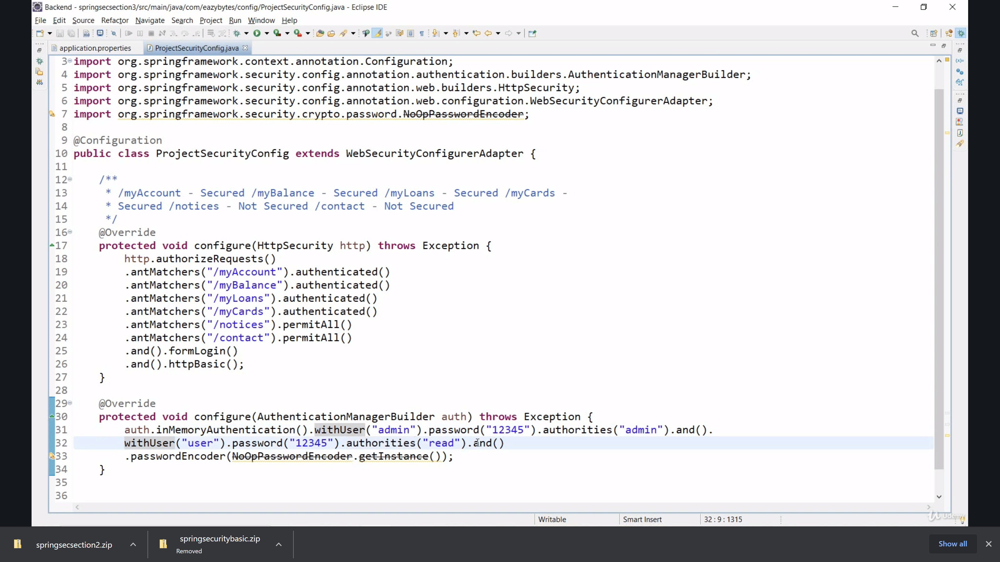 Backend - springsecsection3/src/main/java/com/eazybytes/config/ProjectSecurityConfig.java - Eclipse IDE
File Edit Source Refactor Navigate Search Project Run Window Help
application.properties ProjectSecurityConfig.java
3 import org.springframework.context.annotation.Configuration;
4 import org.springframework.security.config.annotation.authentication.builders.AuthenticationManagerBuilder;
5 import org.springframework.security.config.annotation.web.builders.HttpSecurity;
6 import org.springframework.security.config.annotation.web.configuration.WebSecurityConfigurerAdapter;
7 import org.springframework.security.crypto.password.NoOpPasswordEncoder;
8
9 @Configuration
10 public class ProjectSecurityConfig extends WebSecurityConfigurerAdapter {
11
12 /**
13 * /myAccount - Secured /myBalance - Secured /myLoans - Secured /myCards -
14 * Secured /notices - Not Secured /contact - Not Secured
15 */
16 @Override
17 protected void configure(HttpSecurity http) throws Exception {
18 http.authorizeRequests()
19 .antMatchers("/myAccount").authenticated()
20 .antMatchers("/myBalance").authenticated()
21 .antMatchers("/myLoans").authenticated()
22 .antMatchers("/myCards").authenticated()
23 .antMatchers("/notices").permitAll()
24 .antMatchers("/contact").permitAll()
25 .and().formLogin()
26 .and().httpBasic();
27 }
28
29 @Override
30 protected void configure(AuthenticationManagerBuilder auth) throws Exception {
31 auth.inMemoryAuthentication().withUser("admin").password("12345").authorities("admin").and().
32 withUser("user").password("12345").authorities("read").and()
33 .passwordEncoder(NoOpPasswordEncoder.getInstance());
34 }
35
36
Writable Smart Insert 32 : 9 : 1315
Udemy
springsecsection2.zip
springsecuritybasic.zip
Removed
Show all